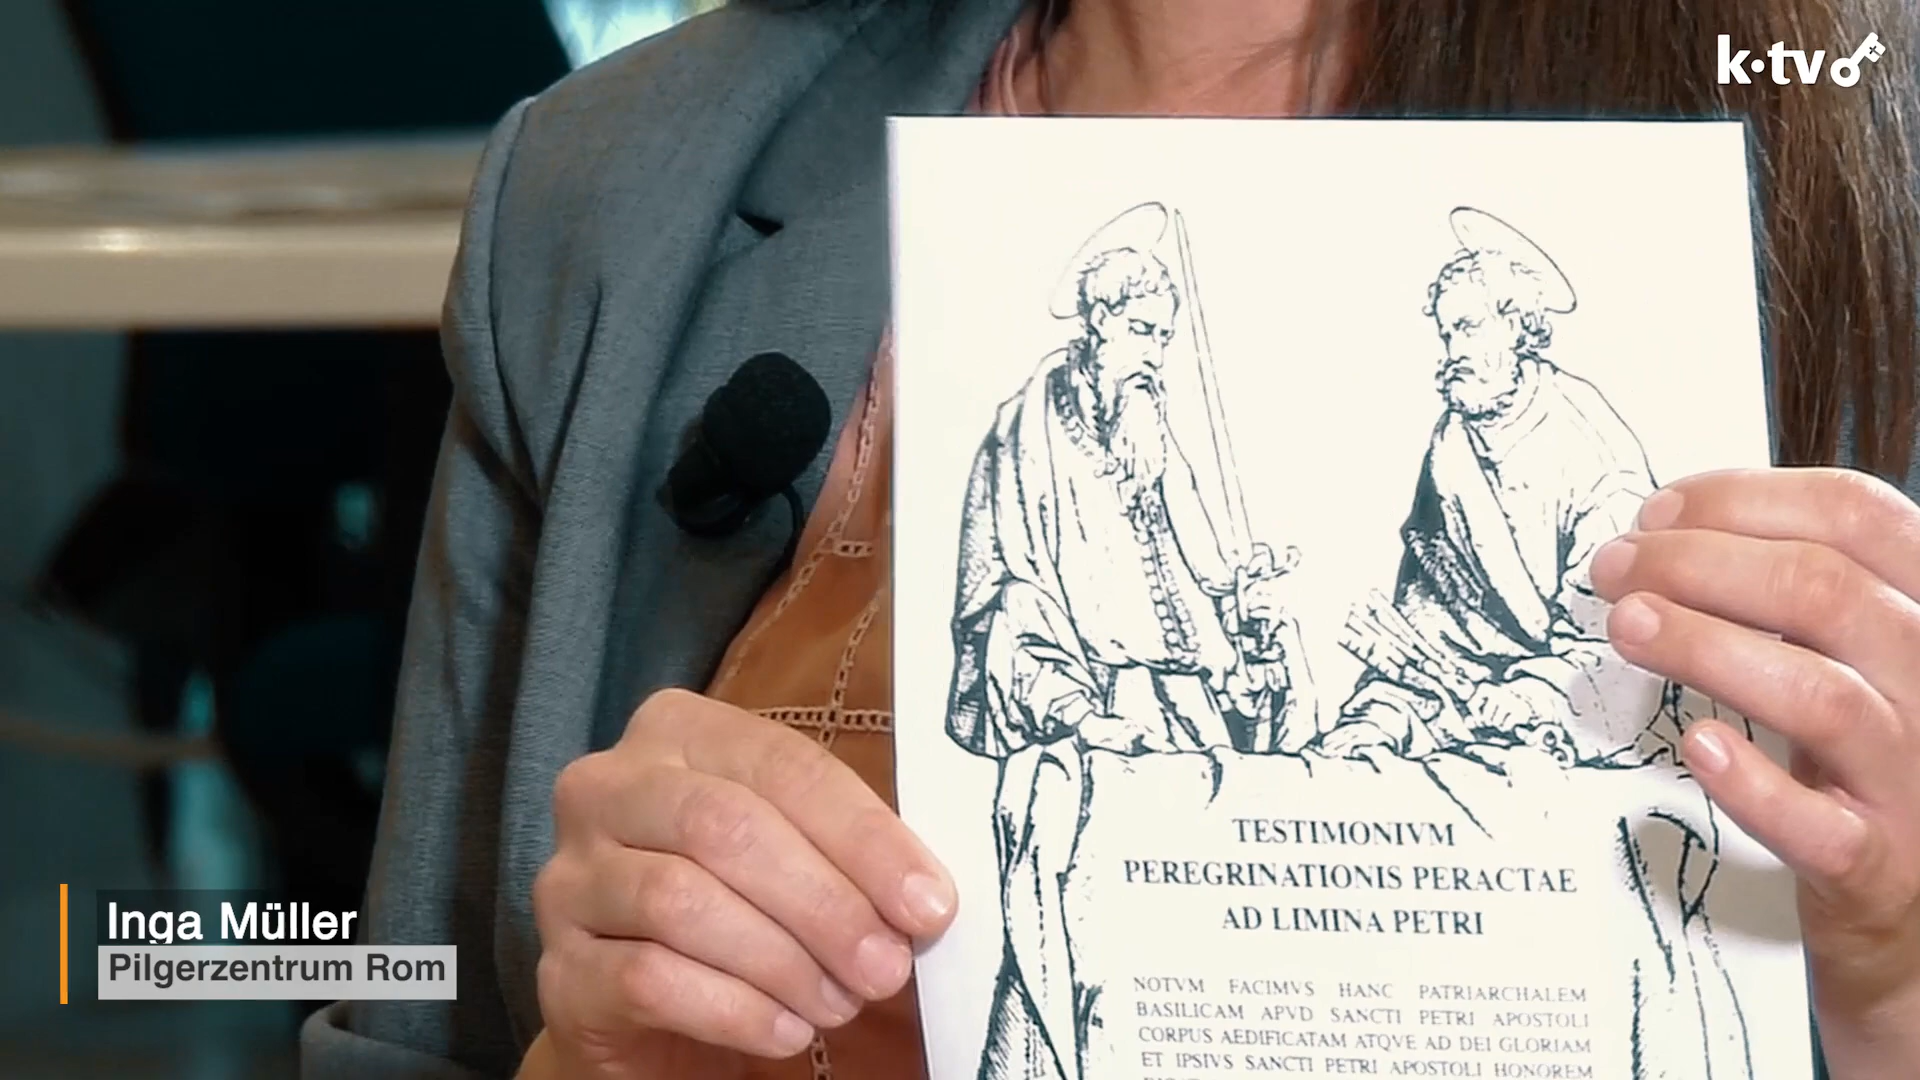 k·tv
TESTIMONIVM
PEREGRINATIONIS PERACTAE
AD LIMINA PETRI
NOTVM FACIMVS HANC PATRIARCHALEM
BASILICAM APVD SANCTI PETRI APOSTOLI
CORPUS AEDIFICATAM ATQVE AD DEI GLORIAM
ET IPSIVS SANCTI PETRI APOSTOLI HONOREM
Inga Müller
Pilgerzentrum Rom